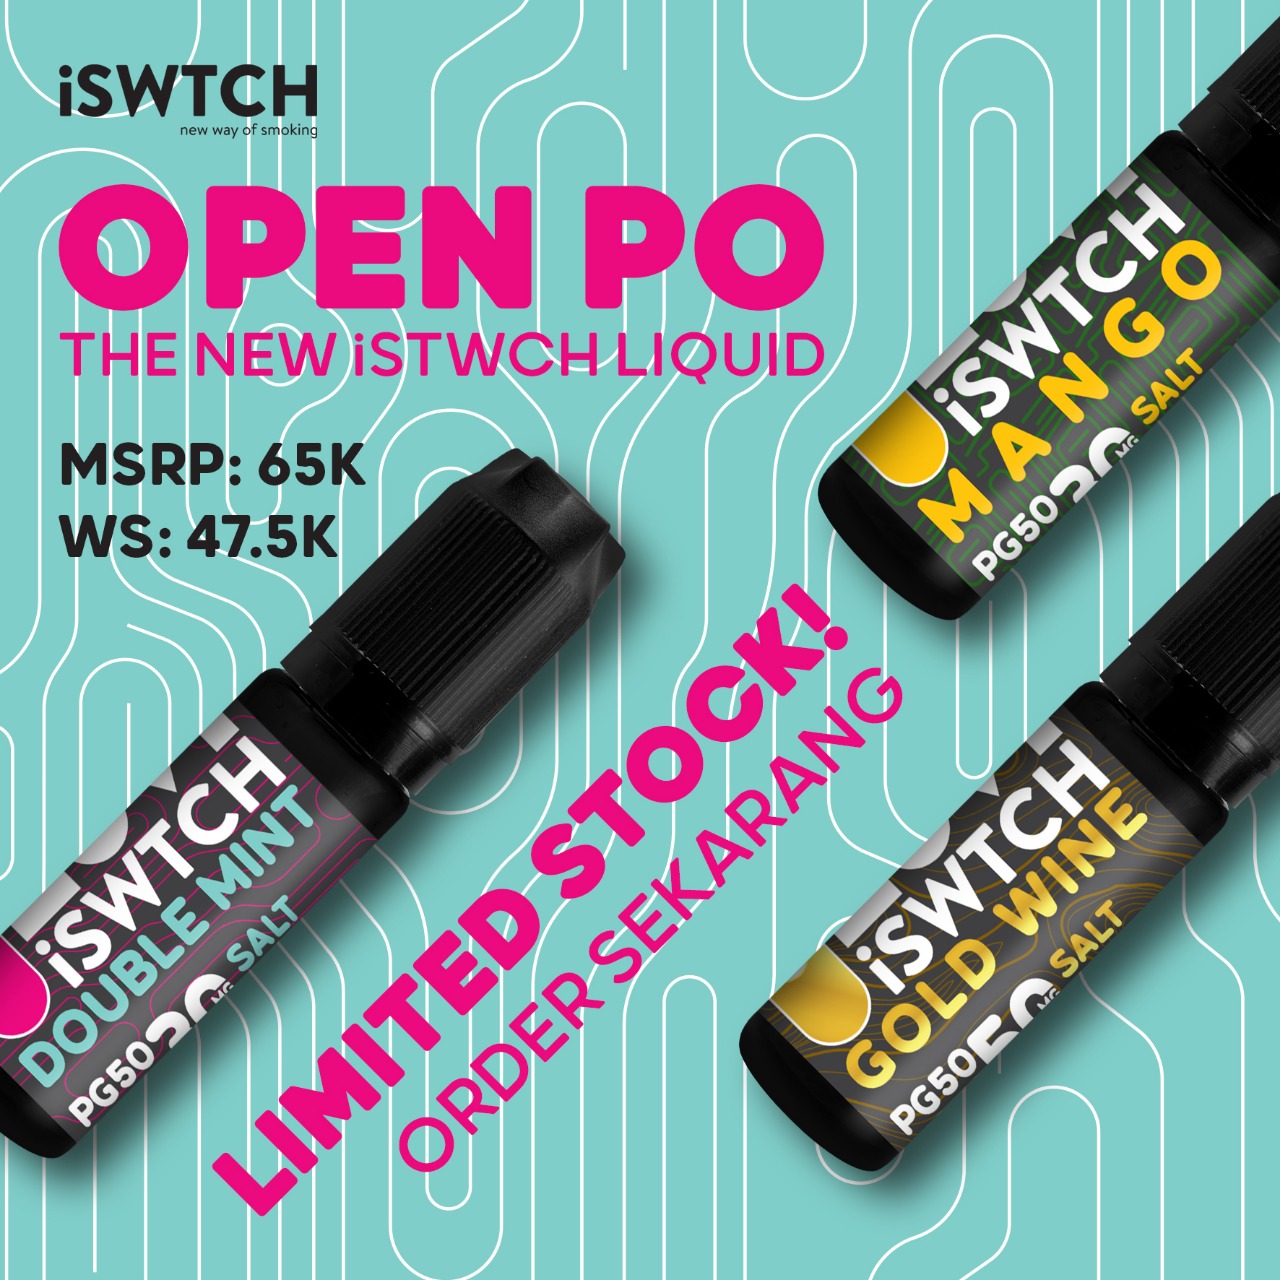 iSWTCH
new way of smoking
OPEN PO
THE NEW iSTWCH LIQUID
MSRP: 65K
WS: 47.5K
iSWTCH
MANGO
SALT
PG50
MG
LIMITED STOCK!
ORDER SEKARANG
iSWTCH
DOUBLE MINT
SALT
PG50
MG
iSWTCH
GOLD WINE
SALT
PG50
MG